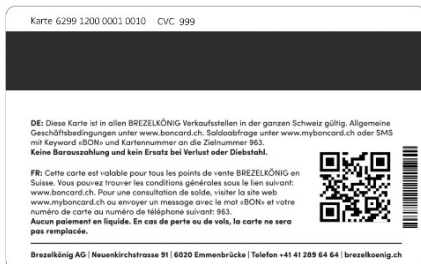 Karte 6299 1200 0001 0010 CVC 999
DE: Diese Karte ist in allen BREZELKÖNIG Verkaufsstellen in der ganzen Schweiz gültig. Allgemeine
Geschäftsbedingungen unter www.boncard.ch. Saldoabfrage unter www.myboncard.ch oder SMS
mit Keyword «BON» und Kartennummer an die Zielnummer 963.
Keine Barauszahlung und kein Ersatz bei Verlust oder Diebstahl.
FR: Cette carte est valable pour tous les points de vente BREZELKÖNIG en
Suisse. Vous pouvez trouver les conditions générales sous le lien suivant:
www.boncard.ch. Pour une consultation de solde, visiter la site web
www.myboncard.ch ou envoyer un message avec le mot «BON» et votre
numéro de carte au numéro de téléphone suivant: 963.
Aucun paiement en liquide. En cas de perte ou de vols, la carte ne sera
pas remplacée.
Brezelkönig AG | Neuenkirchstrasse 91 | 6020 Emmenbrücke | Telefon +41 41 289 64 64 | brezelkoenig.ch